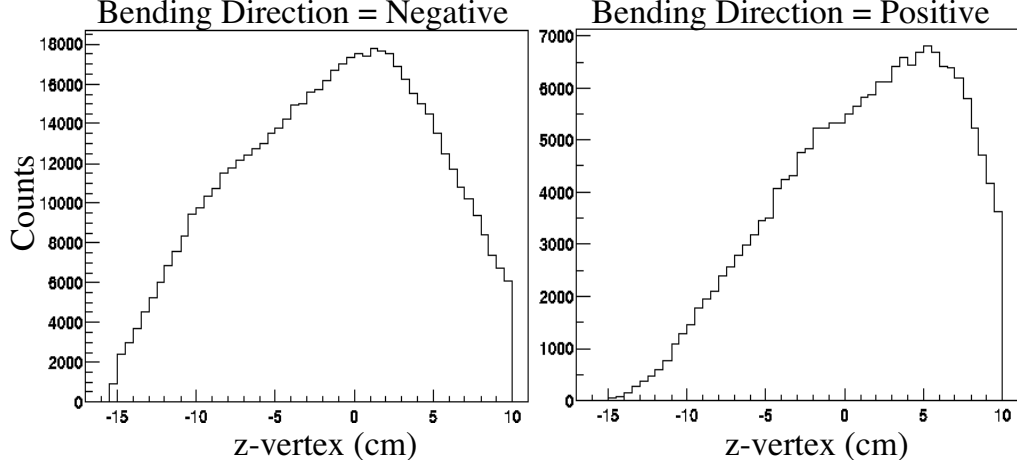 Bending Direction = Negative
Counts
18000
16000
14000
12000
10000
8000
6000
4000
2000
0
-15 -10 -5 0 5 10
z-vertex (cm)
Bending Direction = Positive
7000
6000
5000
4000
3000
2000
1000
0
-15 -10 -5 0 5 10
z-vertex (cm)